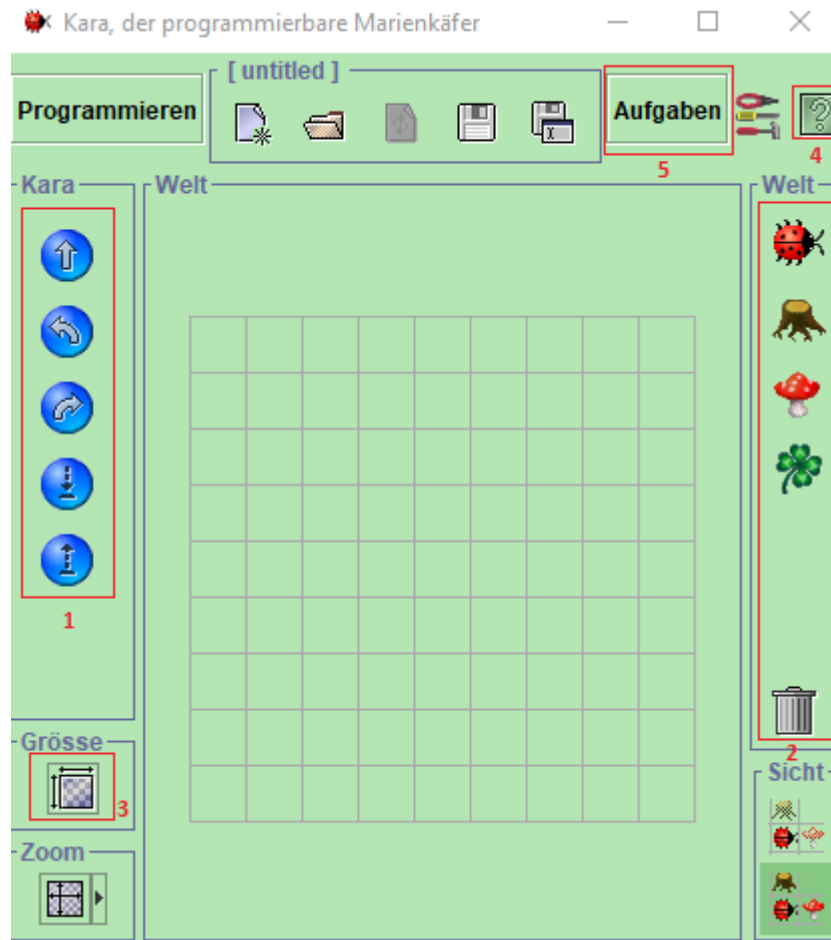 Kara, der programmierbare Marienkäfer
Programmieren
[ untitled ]
Aufgaben
4
5
Kara
Welt
Welt
1
2
Grösse
3
Sicht
Zoom